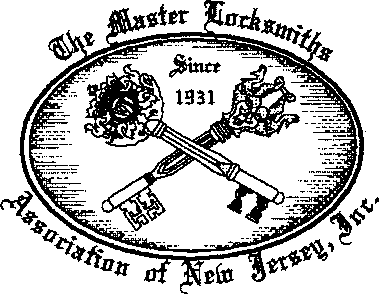 The Master Locksmiths
Since
1931
Association of New Jersey, Inc.